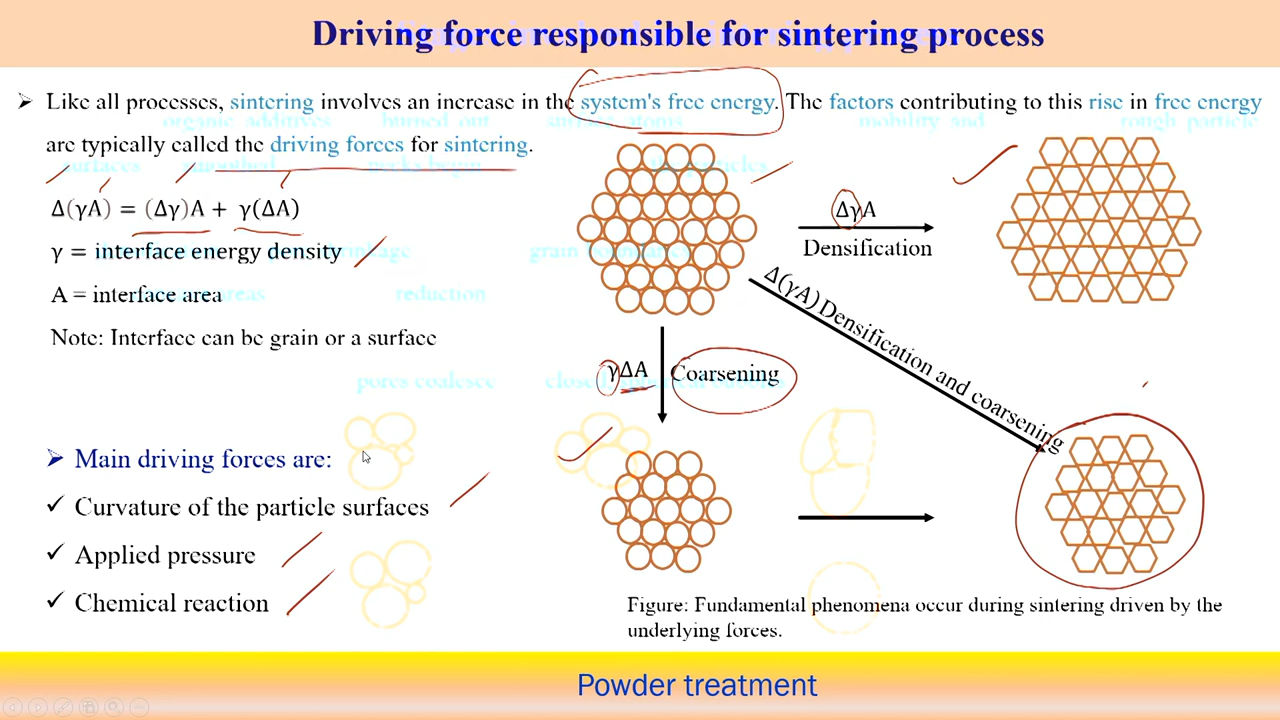 Driving force responsible for sintering process
➢ Like all processes, sintering involves an increase in the system's free energy. The factors contributing to this rise in free energy
are typically called the driving forces for sintering.
Δ(γA) = (Δγ)A + γ(ΔA)
γ = interface energy density
A = interface area
Note: Interface can be grain or a surface
ΔγA
Densification
Δ(γA) Densification and coarsening
γΔA Coarsening
➢ Main driving forces are:
✓ Curvature of the particle surfaces
✓ Applied pressure
✓ Chemical reaction
Figure: Fundamental phenomena occur during sintering driven by the
underlying forces.
Powder treatment